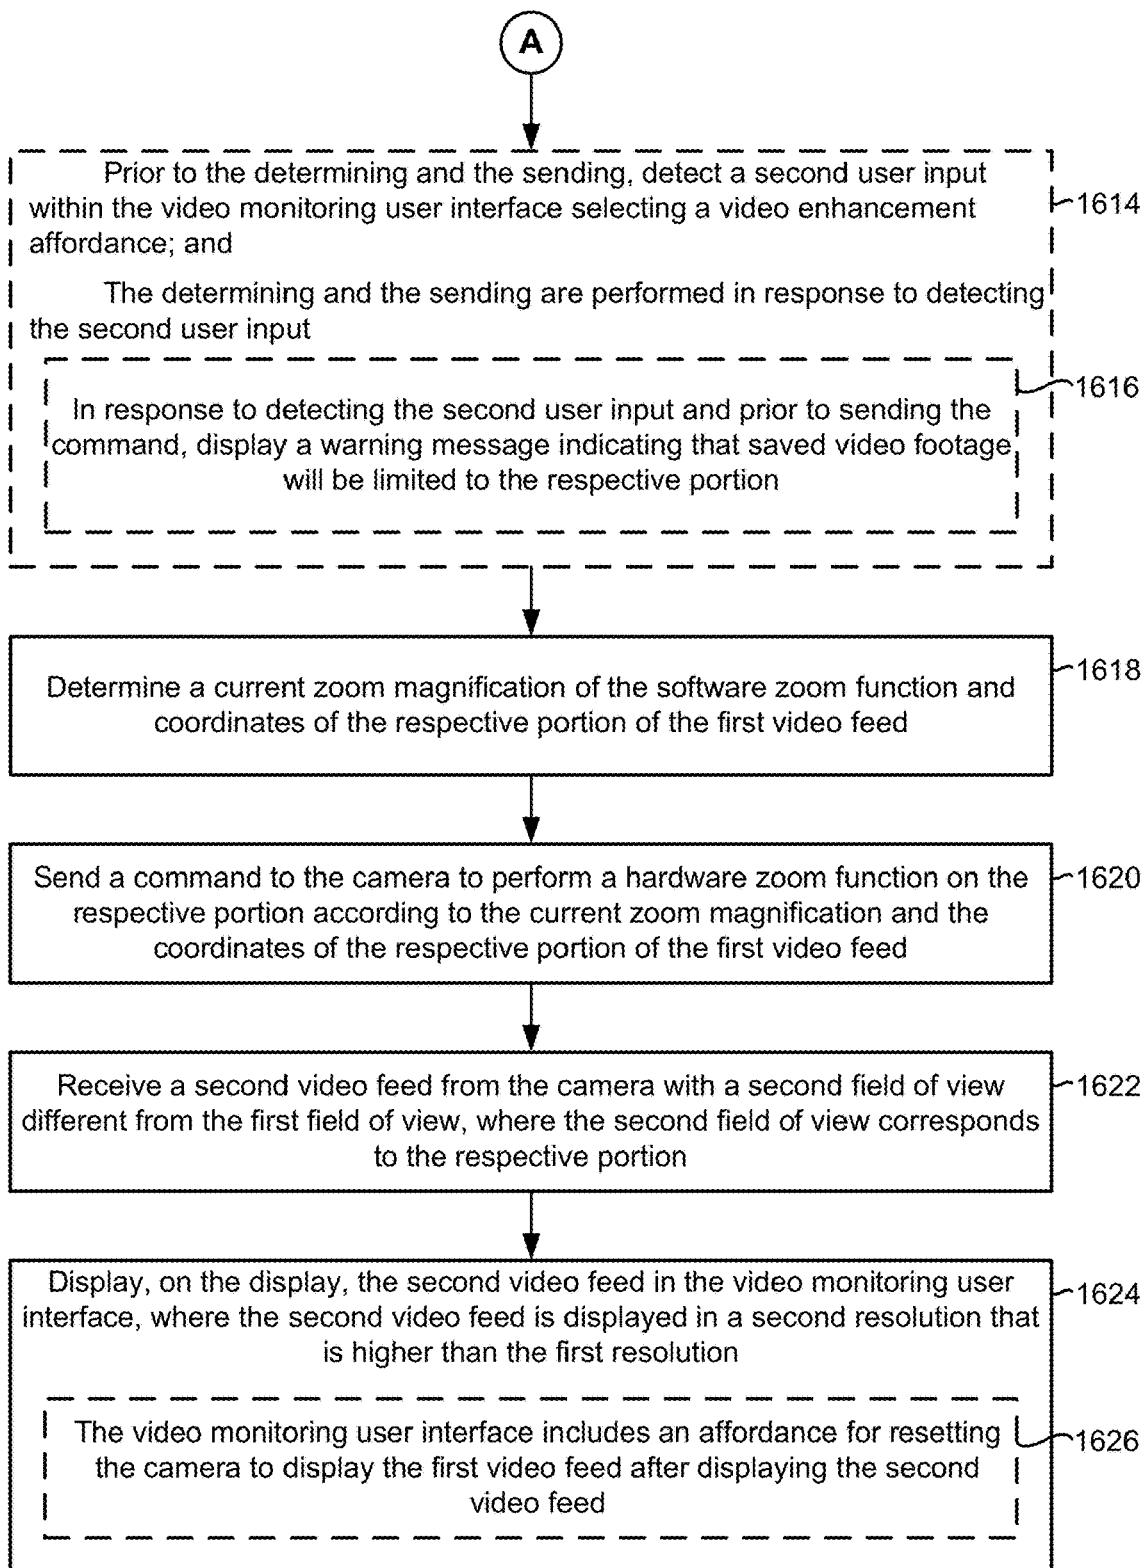 A
Prior to the determining and the sending, detect a second user input
within the video monitoring user interface selecting a video enhancement
affordance; and
1614
The determining and the sending are performed in response to detecting
the second user input
In response to detecting the second user input and prior to sending the
command, display a warning message indicating that saved video footage
will be limited to the respective portion
1616
Determine a current zoom magnification of the software zoom function and
coordinates of the respective portion of the first video feed
1618
Send a command to the camera to perform a hardware zoom function on the
respective portion according to the current zoom magnification and the
coordinates of the respective portion of the first video feed
1620
Receive a second video feed from the camera with a second field of view
different from the first field of view, where the second field of view corresponds
to the respective portion
1622
Display, on the display, the second video feed in the video monitoring user
interface, where the second video feed is displayed in a second resolution that
is higher than the first resolution
1624
The video monitoring user interface includes an affordance for resetting
the camera to display the first video feed after displaying the second
video feed
1626